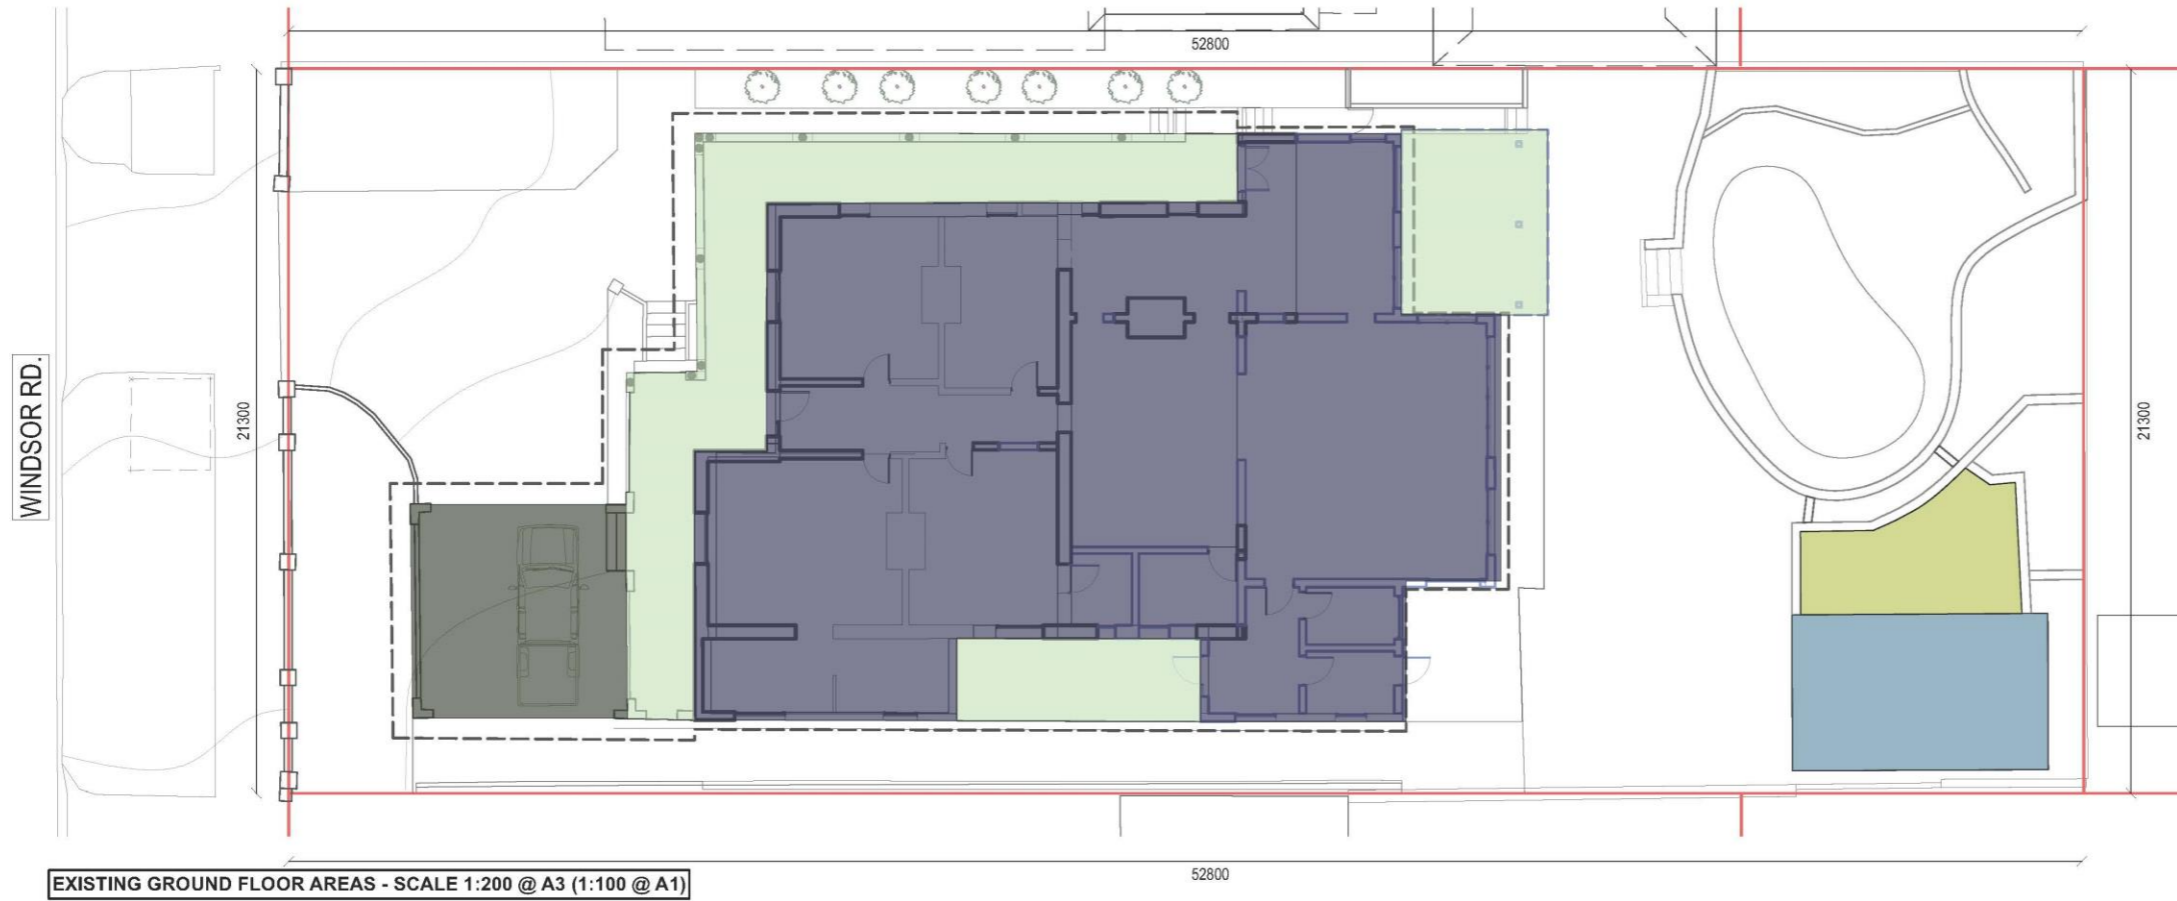 52800
WINDSOR RD.
21300
21300
52800
EXISTING GROUND FLOOR AREAS - SCALE 1:200 @ A3 (1:100 @ A1)